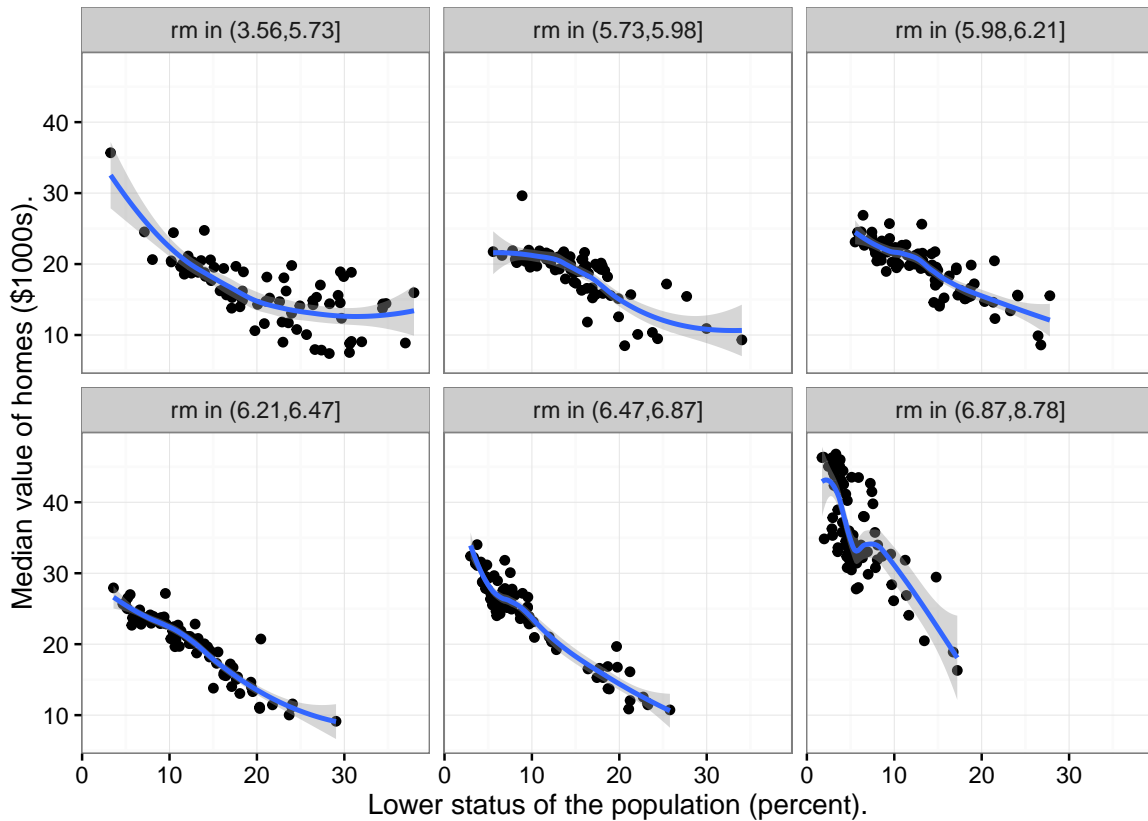 rm in (3.56,5.73] rm in (5.73,5.98] rm in (5.98,6.21]
40
30
20
10
rm in (6.21,6.47] rm in (6.47,6.87] rm in (6.87,8.78]
40
30
20
10
0 10 20 30 0 10 20 30 0 10 20 30
Lower status of the population (percent).
Median value of homes ($1000s).